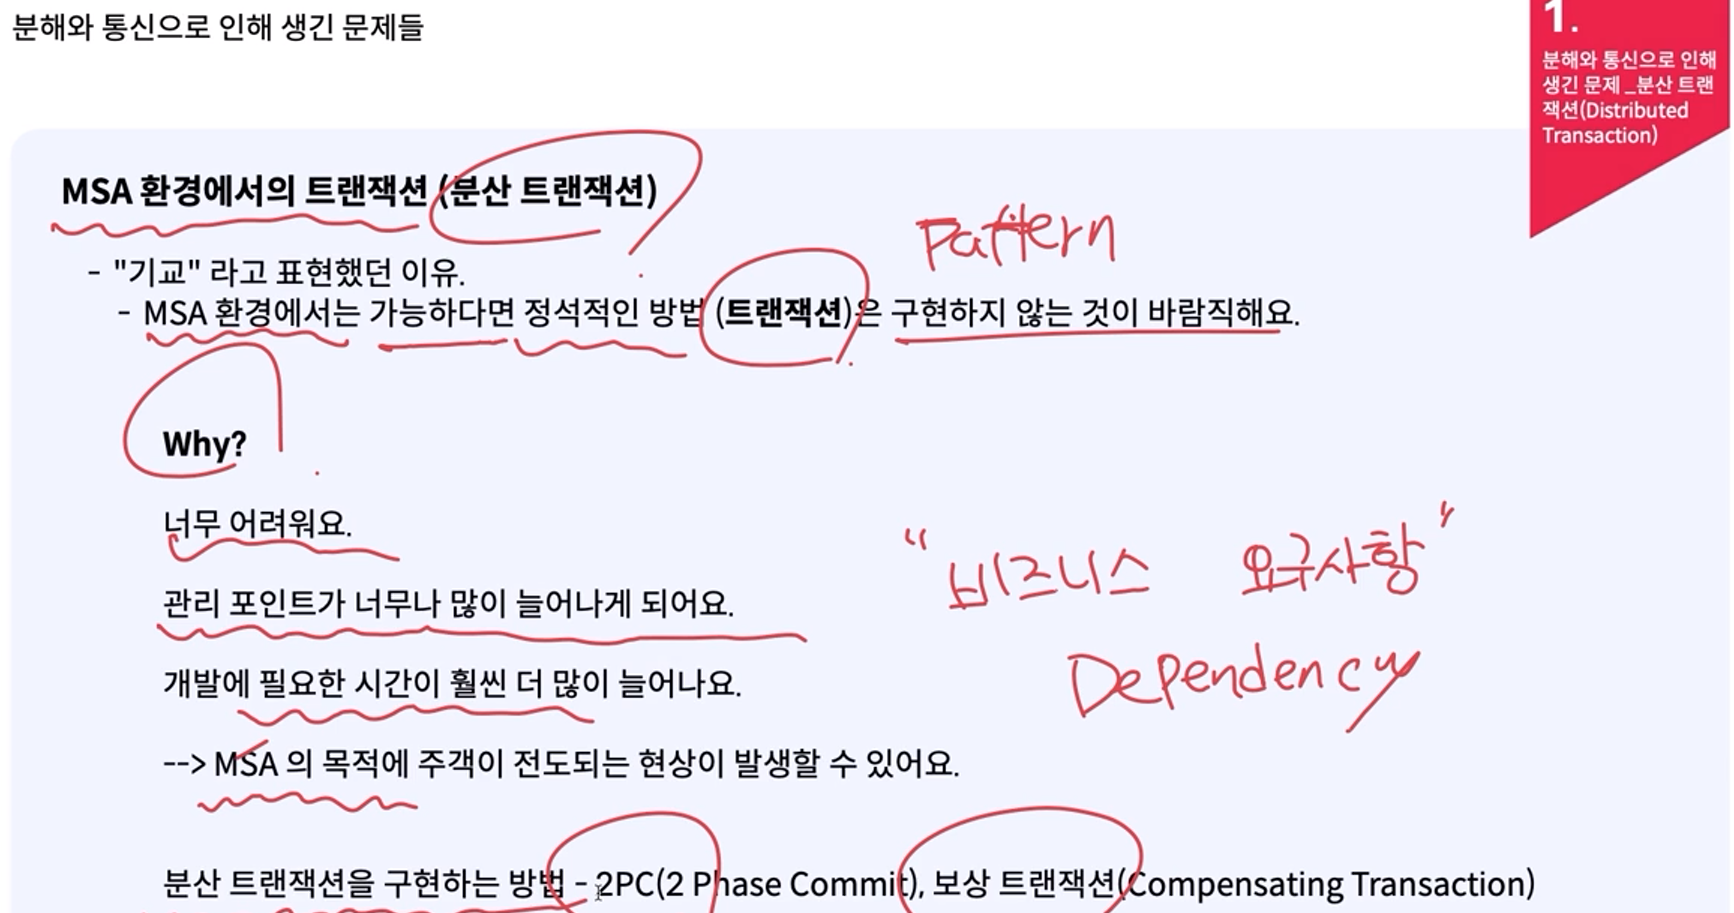 분해와 통신으로 인해 생긴 문제들
1.
분해와 통신으로 인해
생긴 문제 _분산 트랜
잭션(Distributed
Transaction)
MSA 환경에서의 트랜잭션 (분산 트랜잭션)
Pattern
- "기교" 라고 표현했던 이유.
- MSA 환경에서는 가능하다면 정석적인 방법 (트랜잭션)은 구현하지 않는 것이 바람직해요.
Why?
너무 어려워요.
"비즈니스 요구사항"
관리 포인트가 너무나 많이 늘어나게 되어요.
Dependency
개발에 필요한 시간이 훨씬 더 많이 늘어나요.
--> MSA 의 목적에 주객이 전도되는 현상이 발생할 수 있어요.
분산 트랜잭션을 구현하는 방법 - 2PC(2 Phase Commit), 보상 트랜잭션(Compensating Transaction)